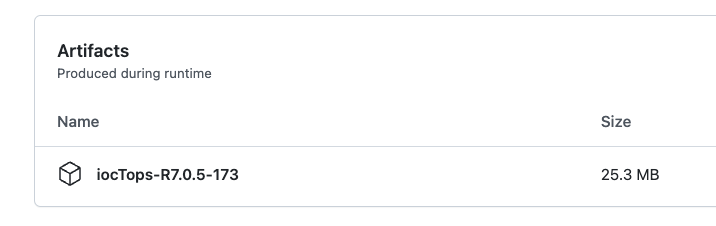 Artifacts
Produced during runtime
Name Size
iocTops-R7.0.5-173 25.3 MB